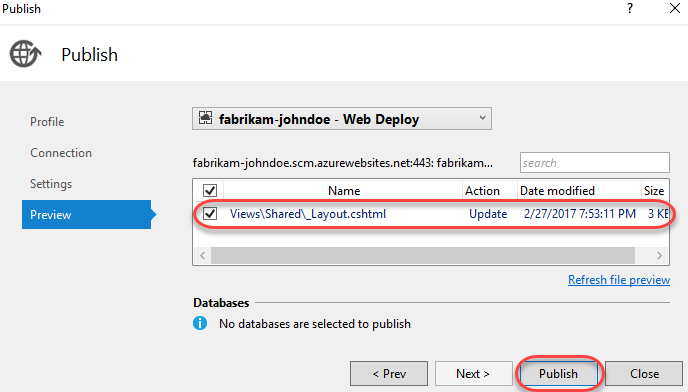 Publish
?
Publish
Profile
Connection
Settings
Preview
fabrikam-johndoe - Web Deploy
fabrikam-johndoe.scm.azurewebsites.net:443: fabrikam...
search
Name Action Date modified Size
Views\Shared\_Layout.cshtml Update 2/27/2017 7:53:11 PM 3 KB
Refresh file preview
Databases
No databases are selected to publish
< Prev Next > Publish Close